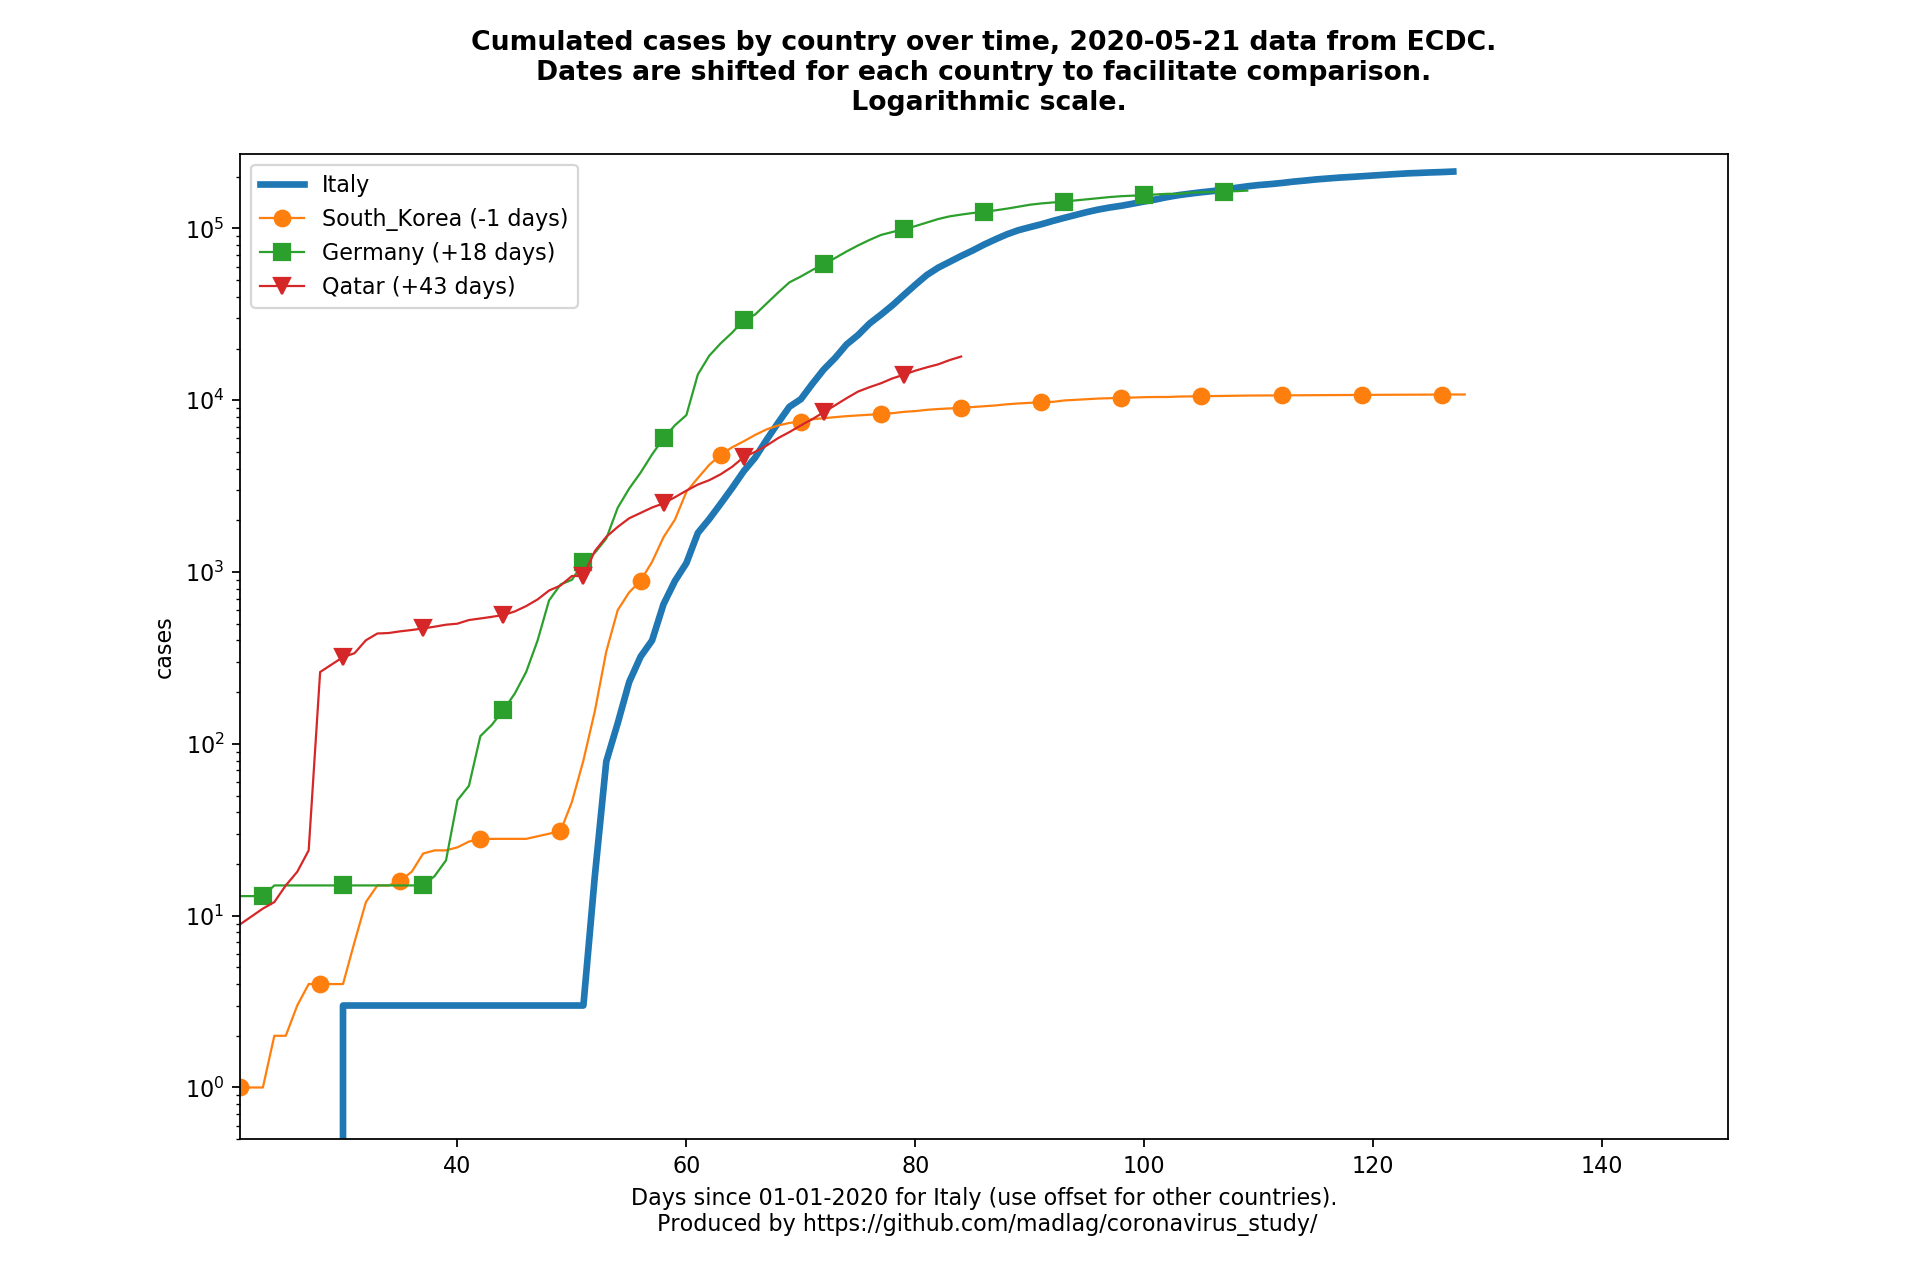 Cumulated cases by country over time, 2020-05-21 data from ECDC.
Dates are shifted for each country to facilitate comparison.
Logarithmic scale.
Italy
South_Korea (-1 days)
Germany (+18 days)
Qatar (+43 days)
10⁵
10⁴
10³
10²
10¹
10⁰
cases
40 60 80 100 120 140
Days since 01-01-2020 for Italy (use offset for other countries).
Produced by https://github.com/madlag/coronavirus_study/